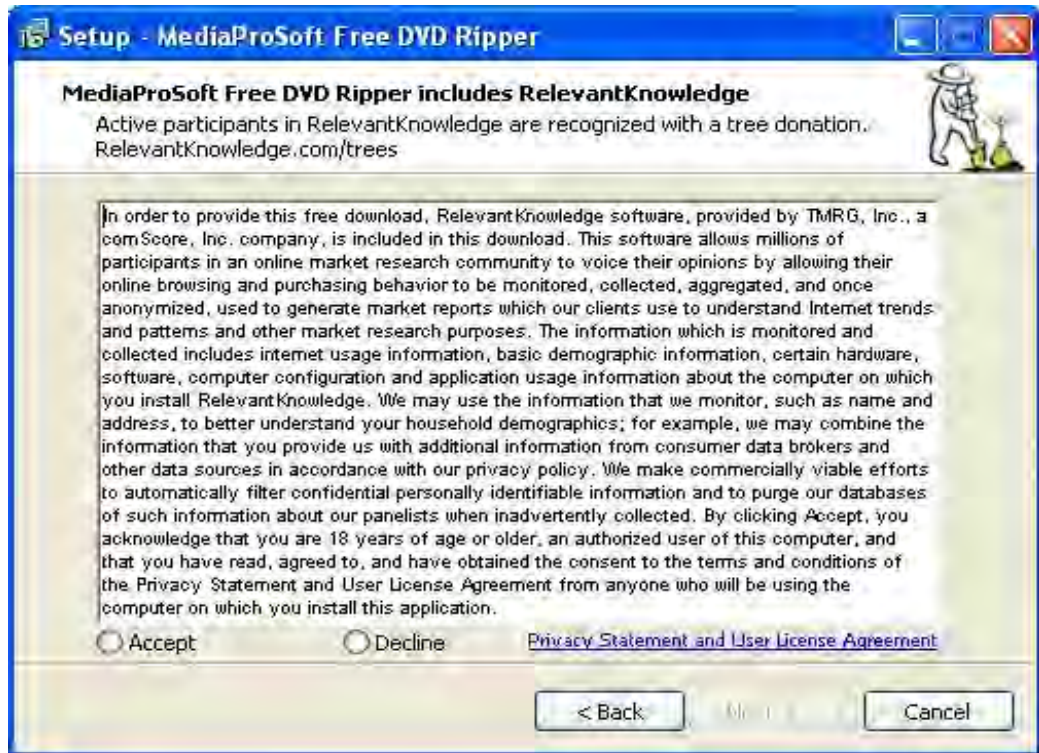 Setup - MediaProSoft Free DVD Ripper
MediaProSoft Free DVD Ripper includes RelevantKnowledge
Active participants in RelevantKnowledge are recognized with a tree donation.
RelevantKnowledge.com/trees
In order to provide this free download, RelevantKnowledge software, provided by TMRG, Inc., a
comScore, Inc. company, is included in this download. This software allows millions of
participants in an online market research community to voice their opinions by allowing their
online browsing and purchasing behavior to be monitored, collected, aggregated, and once
anonymized, used to generate market reports which our clients use to understand Internet trends
and patterns and other market research purposes. The information which is monitored and
collected includes internet usage information, basic demographic information, certain hardware,
software, computer configuration and application usage information about the computer on which
you install RelevantKnowledge. We may use the information that we monitor, such as name and
address, to better understand your household demographics; for example, we may combine the
information that you provide us with additional information from consumer data brokers and
other data sources in accordance with our privacy policy. We make commercially viable efforts
to automatically filter confidential personally identifiable information and to purge our databases
of such information about our panelists when inadvertently collected. By clicking Accept, you
acknowledge that you are 18 years of age or older, an authorized user of this computer, and
that you have read, agreed to, and have obtained the consent to the terms and conditions of
the Privacy Statement and User License Agreement from anyone who will be using the
computer on which you install this application.
Accept Decline Privacy Statement and User License Agreement
< Back Cancel